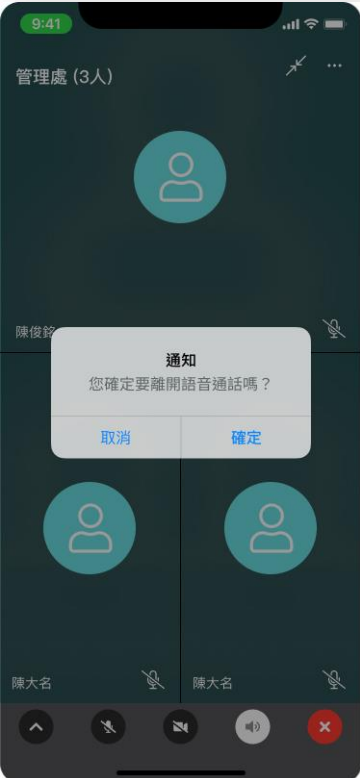 9:41
管理處 (3人)
陳俊銘
通知
您確定要離開語音通話嗎？
取消
確定
陳大名
陳大名